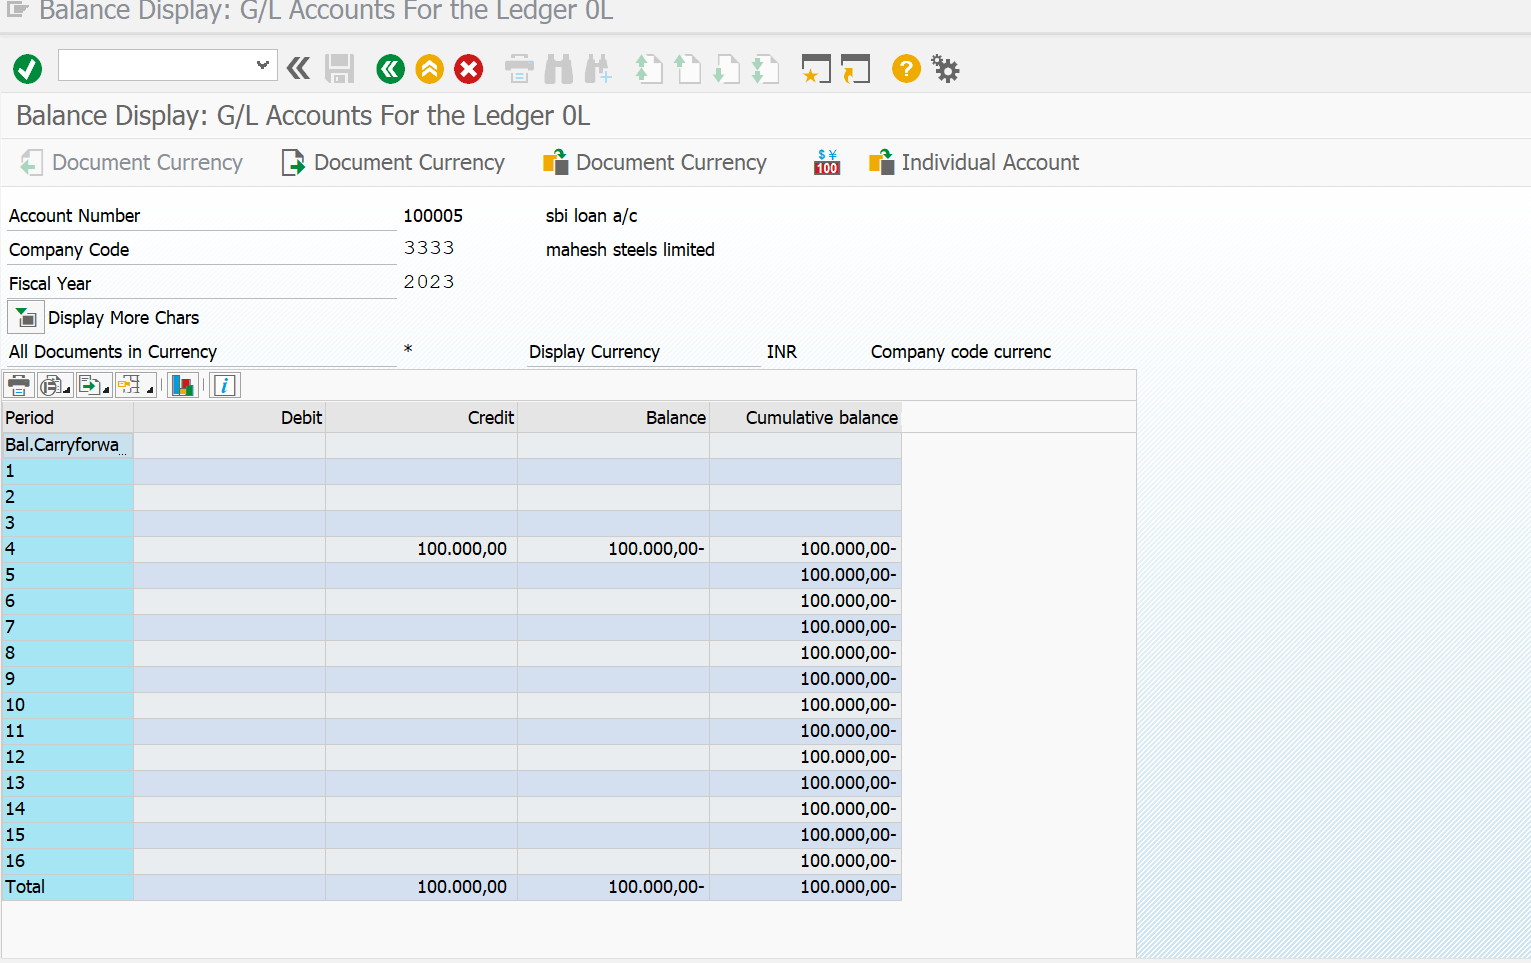 Balance Display: G/L Accounts For the Ledger 0L
Balance Display: G/L Accounts For the Ledger 0L
Document Currency Document Currency Document Currency $ ¥ 100 Individual Account
Account Number 100005 sbi loan a/c
Company Code 3333 mahesh steels limited
Fiscal Year 2023
Display More Chars
All Documents in Currency * Display Currency INR Company code currenc
Period Debit Credit Balance Cumulative balance
Bal.Carryforwa...
1
2
3
4 100.000,00 100.000,00- 100.000,00-
5 100.000,00-
6 100.000,00-
7 100.000,00-
8 100.000,00-
9 100.000,00-
10 100.000,00-
11 100.000,00-
12 100.000,00-
13 100.000,00-
14 100.000,00-
15 100.000,00-
16 100.000,00-
Total 100.000,00 100.000,00- 100.000,00-